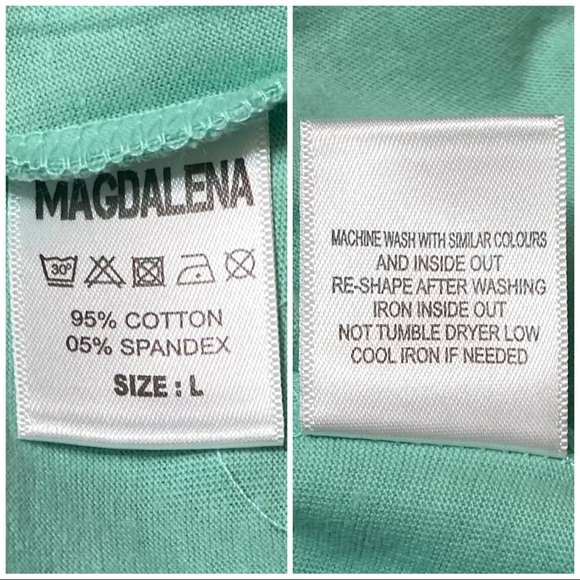 MAGDALENA
30°
95% COTTON
05% SPANDEX
SIZE : L
MACHINE WASH WITH SIMILAR COLOURS
AND INSIDE OUT
RE-SHAPE AFTER WASHING
IRON INSIDE OUT
NOT TUMBLE DRYER LOW
COOL IRON IF NEEDED